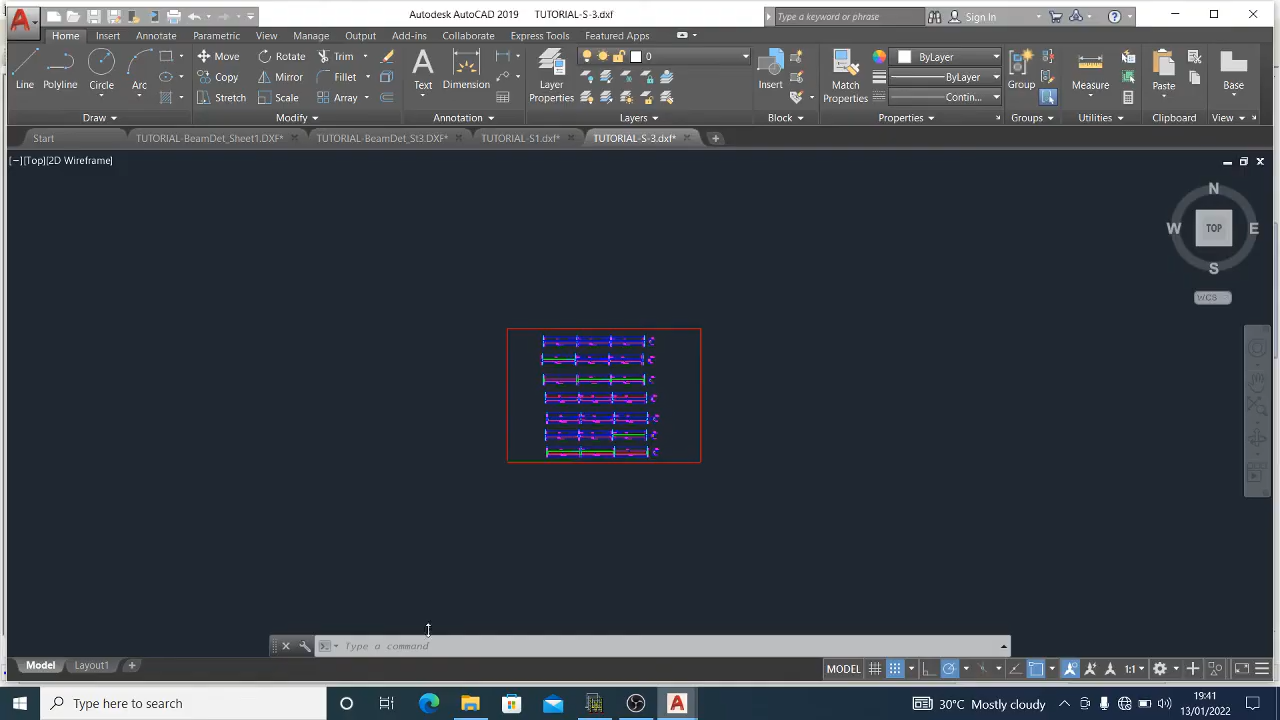 Autodesk AutoCAD 2019 TUTORIAL-S-3.dxf
Type a keyword or phrase
Sign In
Home Insert Annotate Parametric View Manage Output Add-ins Collaborate Express Tools Featured Apps
Line Polyline Circle Arc
Move Rotate Trim
Copy Mirror Fillet
Stretch Scale Array
Text Dimension
Layer
Properties
0
Insert
Match
Properties
ByLayer
ByLayer
Contin...
Group
Measure
Paste
Base
Draw Modify Annotation Layers Block Properties Groups Utilities Clipboard View
Start TUTORIAL-BeamDet_Sheet1.DXF* TUTORIAL-BeamDet_St3.DXF* TUTORIAL-S1.dxf* TUTORIAL-S-3.dxf*
[−][Top][2D Wireframe]
N
W TOP E
S
WCS
Type a command
Model Layout1
MODEL 1:1
Type here to search
30°C Mostly cloudy
19:41
13/01/2022